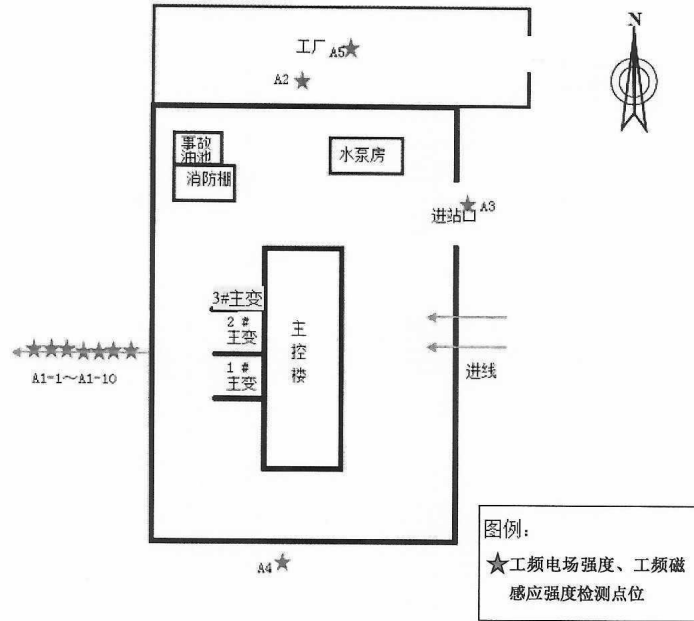 N
工厂 A5
A2
事故
油池
水泵房
消防棚
A3
进站口
3#主变
2 #
主变
主
控
楼
1 #
主变
A1-1～A1-10
进线
A4
图例：
工频电场强度、工频磁
感应强度检测点位